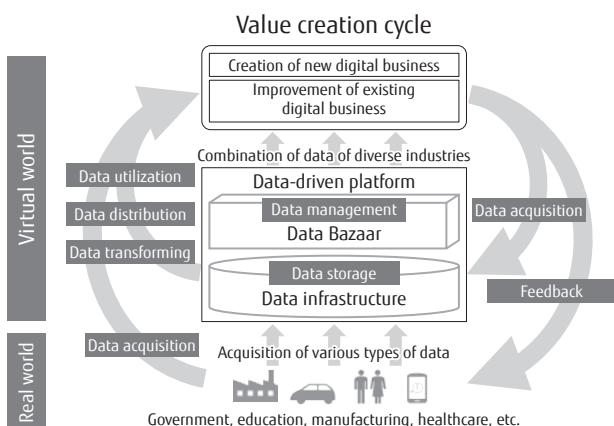 Value creation cycle
Virtual world
Creation of new digital business
Improvement of existing
digital business
Combination of data of diverse industries
Data utilization
Data-driven platform
Data distribution
Data management
Data acquisition
Data Bazaar
Data transforming
Data storage
Data infrastructure
Feedback
Real world
Data acquisition
Acquisition of various types of data
Government, education, manufacturing, healthcare, etc.